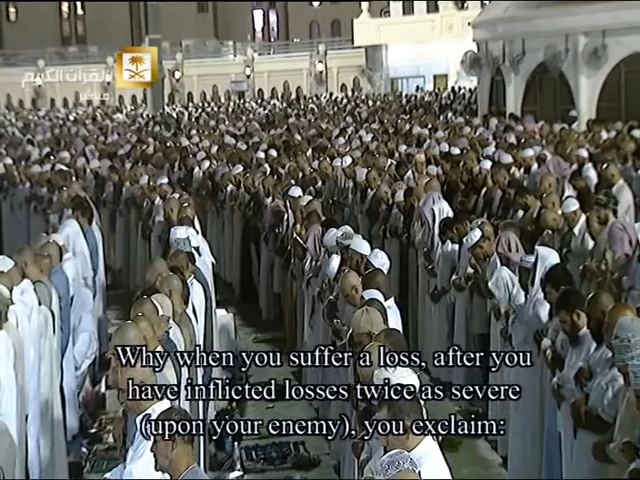 القرآن الكريم
مباشر
Why when you suffer a loss, after you
have inflicted losses twice as severe
(upon your enemy), you exclaim: